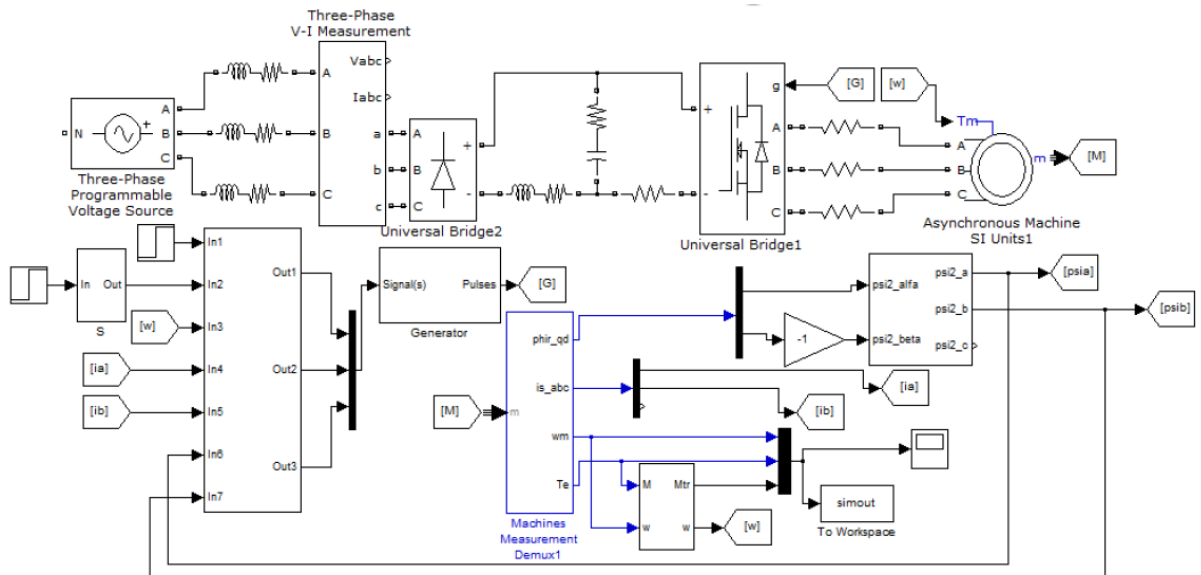 Three-Phase
V-I Measurement
A
B
C
Vabc
Iabc
a
b
c
N
+
A
B
C
Three-Phase
Programmable
Voltage Source
A
B
C
+
-
Universal Bridge2
+
-
g
A
B
C
Universal Bridge1
[G]
[w]
Tm
A
B
C
m
[M]
Asynchronous Machine
SI Units1
In
Out
S
[w]
[ia]
[ib]
In1
In2
In3
In4
In5
In6
In7
Out1
Out2
Out3
Signal(s)
Pulses
Generator
[G]
[M]
m
phir_qd
is_abc
wm
Te
Machines
Measurement
Demux1
-1
psi2_alfa
psi2_beta
psi2_a
psi2_b
psi2_c
[psia]
[psib]
[ia]
[ib]
M
w
Mtr
w
[w]
simout
To Workspace